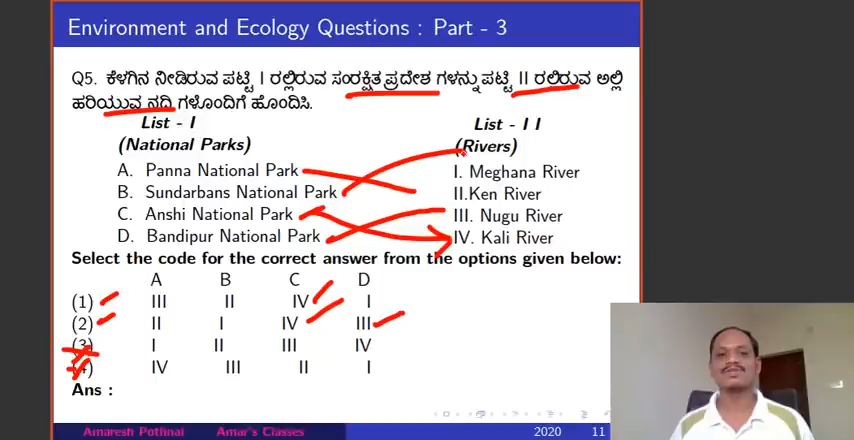 Environment and Ecology Questions : Part - 3
Q5. ಕೆಳಗಿನ ನೀಡಿರುವ ಪಟ್ಟಿ I ರಲ್ಲಿರುವ ಸಂರಕ್ಷಿತ ಪ್ರದೇಶ ಗಳನ್ನು ಪಟ್ಟಿ II ರಲ್ಲಿರುವ ಅಲ್ಲಿ
ಹರಿಯುವ ನದಿ ಗಳೊಂದಿಗೆ ಹೊಂದಿಸಿ.
List - I List - I I
(National Parks) (Rivers)
A. Panna National Park I. Meghana River
B. Sundarbans National Park II.Ken River
C. Anshi National Park III. Nugu River
D. Bandipur National Park IV. Kali River
Select the code for the correct answer from the options given below:
A B C D
(1) III II IV I
(2) II I IV III
(3) I II III IV
(4) IV III II I
Ans :
Amaresh Pothnal Amar's Classes 2020 11